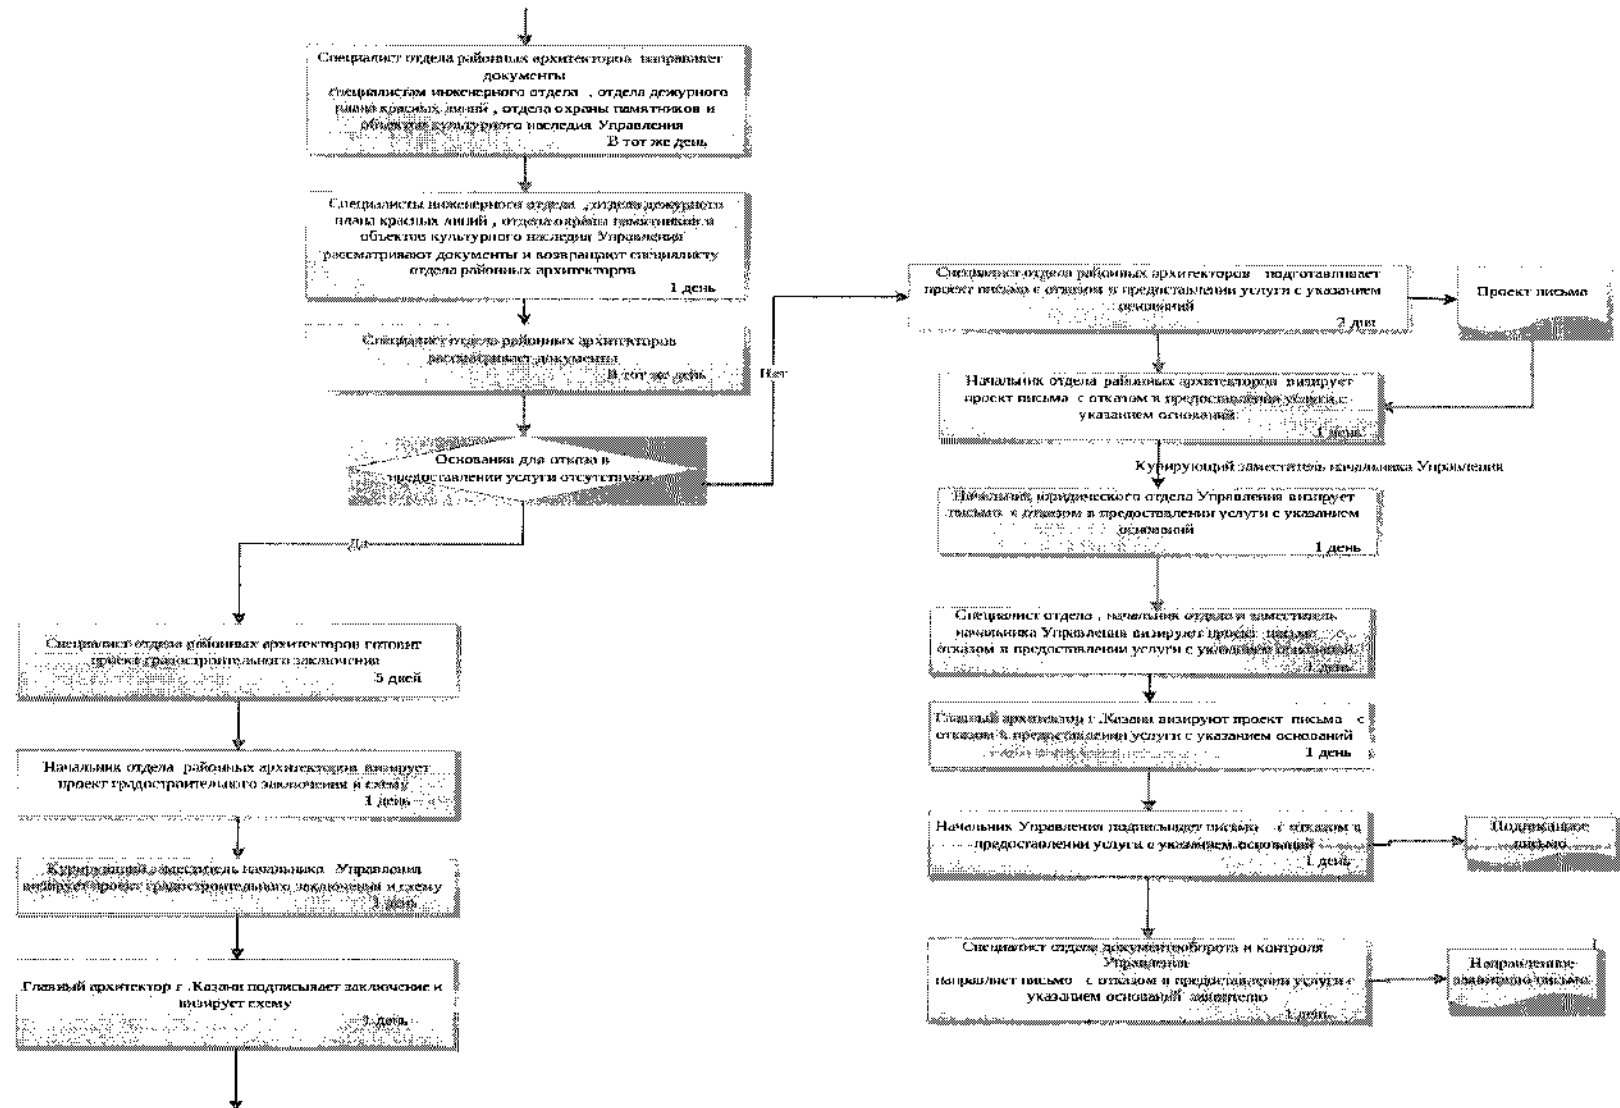 Специалист отдела районных архитекторов направляет
документы
специалистам инженерного отдела , отдела дежурного
плана красных линий , отдела охраны памятников и
объектов культурного наследия Управления
В тот же день
Специалисты инженерного отдела , отдела дежурного
плана красных линий , отдела охраны памятников и
объектов культурного наследия Управления
рассматривают документы и возвращают специалисту
отдела районных архитекторов
1 день
Специалист отдела районных архитекторов
рассматривает документы
В тот же день
Нет
Основания для отказа в
предоставлении услуги отсутствуют
Да
Специалист отдела районных архитекторов готовит
проект градостроительного заключения
5 дней
Начальник отдела районных архитекторов визирует
проект градостроительного заключения и схему
1 день
Курирующий заместитель начальника Управления
визирует проект градостроительного заключения и схему
1 день
Главный архитектор г .Казани подписывает заключение и
визирует схему
1 день
Специалист отдела районных архитекторов подготавливает
проект письмо с отказом в предоставлении услуги с указанием
оснований
2 дня
Проект письма
Начальник отдела районных архитекторов визирует
проект письма с отказом в предоставлении услуги с
указанием оснований
1 день
Курирующий заместитель начальника Управления
Начальник юридического отдела Управления визирует
письмо с отказом в предоставлении услуги с указанием
оснований
1 день
Специалист отдела , начальник отдела и заместитель
начальника Управления визируют проект письмо с
отказом в предоставлении услуги с указанием оснований
1 день
Главный архитектор г .Казани визируют проект письма с
отказом в предоставлении услуги с указанием оснований
1 день
Начальник Управления подписывает письмо с отказом в
предоставлении услуги с указанием оснований
1 день
письмо
Специалист отдела документооборота и контроля
Управления
направляет письмо с отказом в предоставлении услуги с
указанием оснований заявителю
1 день
Направленное
заявителю письмо